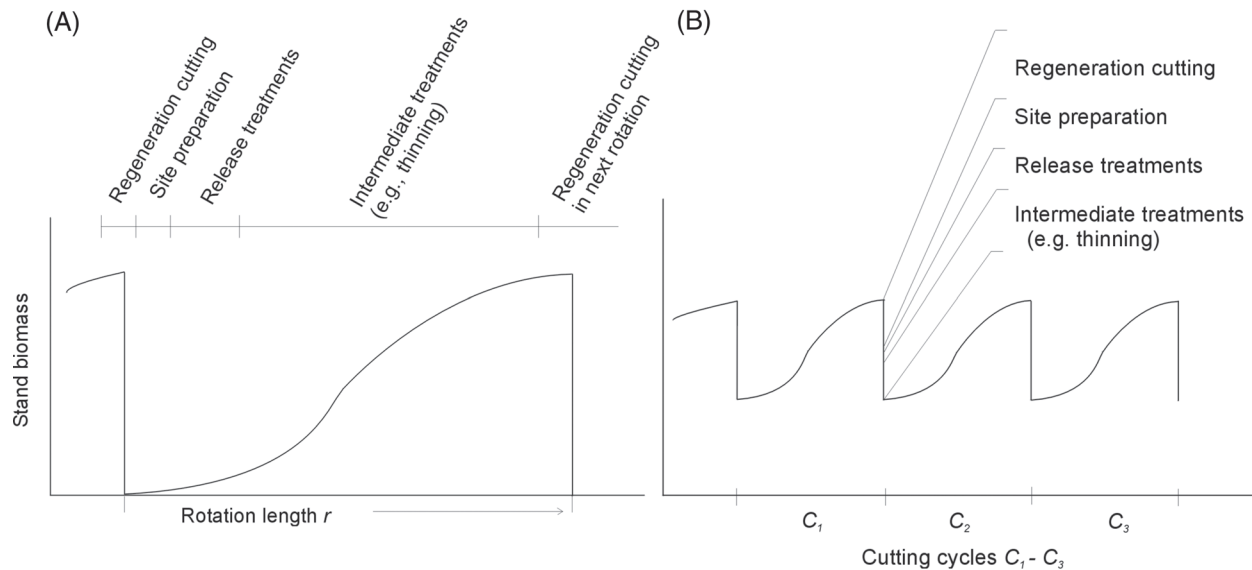 (A)
Regeneration cutting
Site preparation
Release treatments
Intermediate treatments
(e.g., thinning)
Regeneration cutting
in next rotation
Stand biomass
Rotation length r
(B)
Regeneration cutting
Site preparation
Release treatments
Intermediate treatments
(e.g. thinning)
C₁
C₂
C₃
Cutting cycles C₁ - C₃